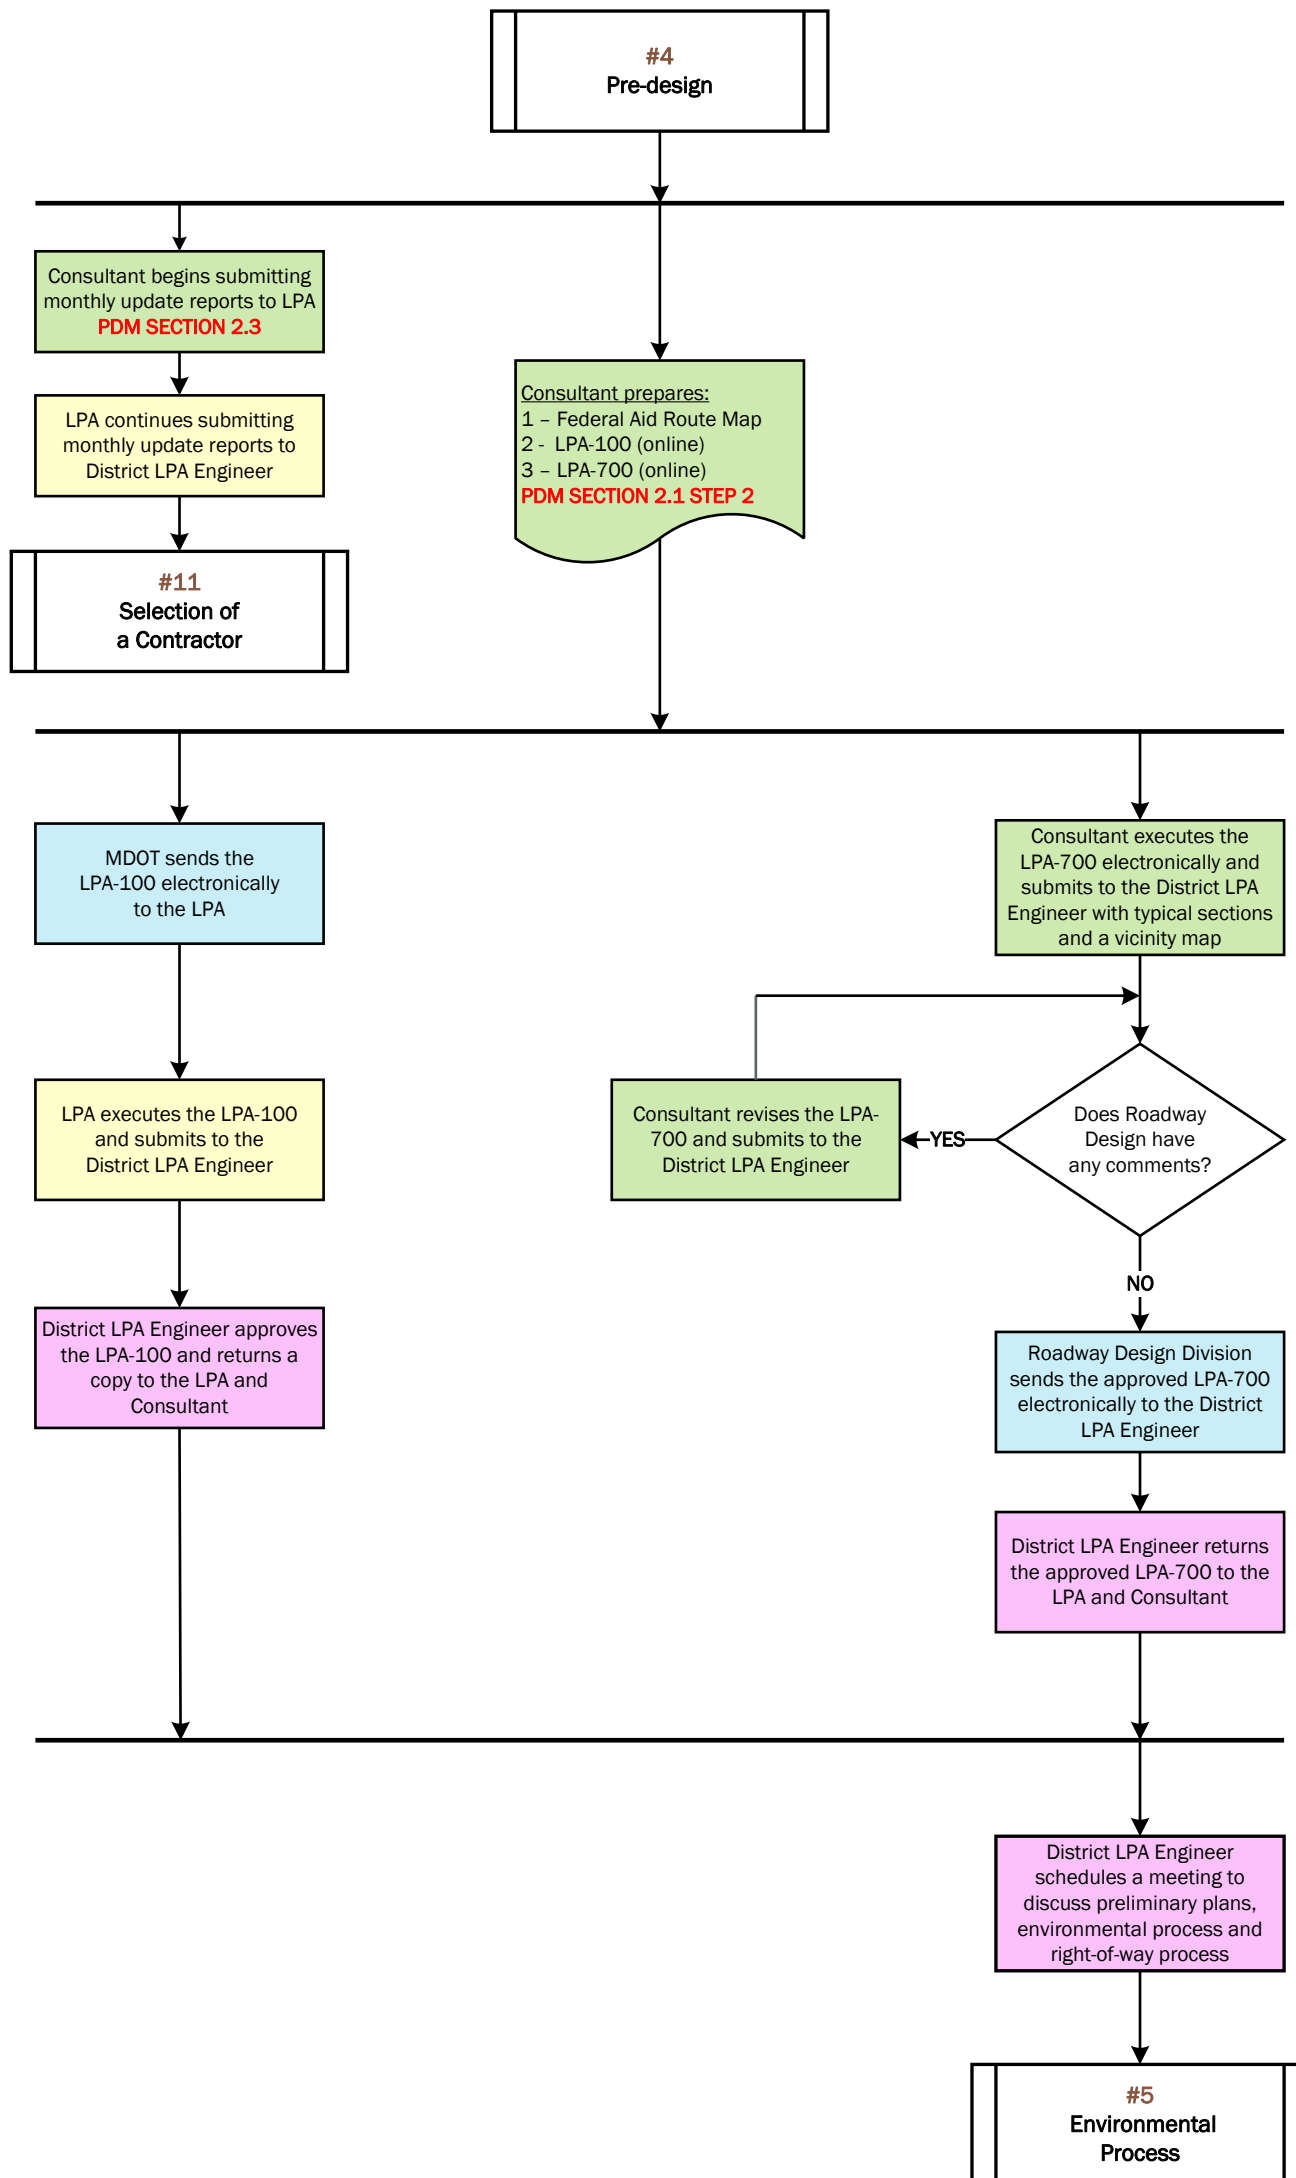 #4
Pre-design
Consultant begins submitting
monthly update reports to LPA
PDM SECTION 2.3
LPA continues submitting
monthly update reports to
District LPA Engineer
#11
Selection of
a Contractor
Consultant prepares:
1 – Federal Aid Route Map
2 - LPA-100 (online)
3 – LPA-700 (online)
PDM SECTION 2.1 STEP 2
MDOT sends the
LPA-100 electronically
to the LPA
LPA executes the LPA-100
and submits to the
District LPA Engineer
District LPA Engineer approves
the LPA-100 and returns a
copy to the LPA and
Consultant
Consultant executes the
LPA-700 electronically and
submits to the District LPA
Engineer with typical sections
and a vicinity map
Does Roadway
Design have
any comments?
YES
Consultant revises the LPA-
700 and submits to the
District LPA Engineer
NO
Roadway Design Division
sends the approved LPA-700
electronically to the District
LPA Engineer
District LPA Engineer returns
the approved LPA-700 to the
LPA and Consultant
District LPA Engineer
schedules a meeting to
discuss preliminary plans,
environmental process and
right-of-way process
#5
Environmental
Process